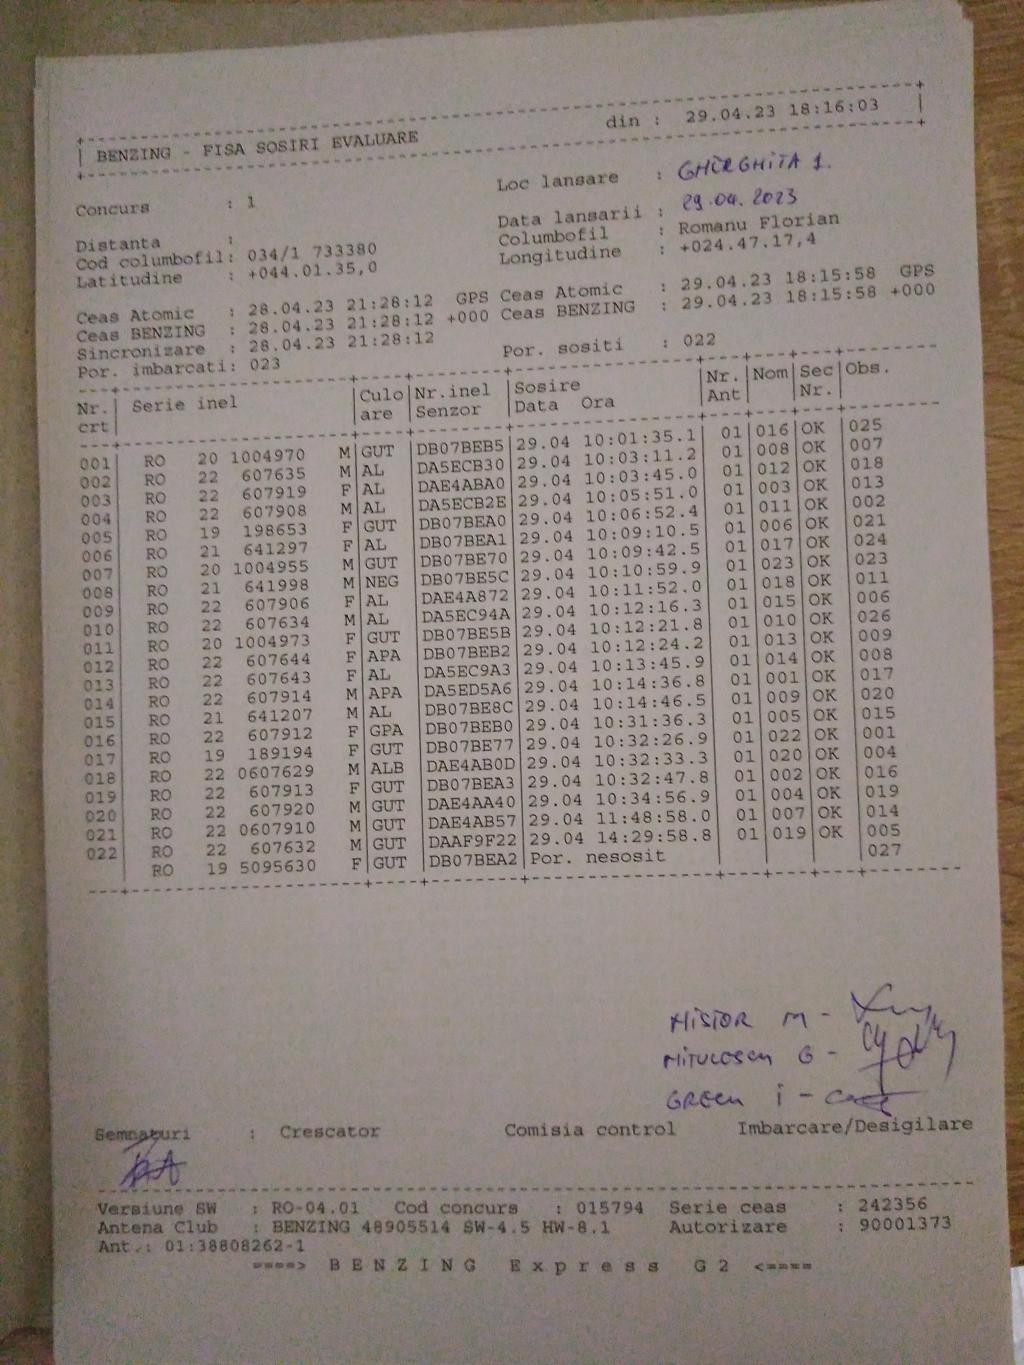 BENZING - FISA SOSIRI EVALUARE din : 29.04.23 18:16:03
Concurs : 1 Loc lansare : GHERGHITA 1.
Data lansarii : 29.04.2023
Distanta : Columbofil : Romanu Florian
Cod columbofil: 034/1 733380 Longitudine : +024.47.17,4
Latitudine : +044.01.35,0
Ceas Atomic : 28.04.23 21:28:12 GPS Ceas Atomic : 29.04.23 18:15:58 GPS
Ceas BENZING : 28.04.23 21:28:12 +000 Ceas BENZING : 29.04.23 18:15:58 +000
Sincronizare : 28.04.23 21:28:12
Por. imbarcati: 023 Por. sositi : 022
Nr. Serie inel Culo Nr.inel Sosire Nr. Nom Sec Obs.
crt are Senzor Data Ora Ant Nr.
001 RO 20 1004970 M GUT DB07BEB5 29.04 10:01:35.1 01 016 OK 025
002 RO 22 607635 M AL DA5ECB30 29.04 10:03:11.2 01 008 OK 007
003 RO 22 607919 F AL DAE4ABA0 29.04 10:03:45.0 01 012 OK 018
004 RO 22 607908 M AL DA5ECB2E 29.04 10:05:51.0 01 003 OK 013
005 RO 19 198653 F GUT DB07BEA0 29.04 10:06:52.4 01 011 OK 002
006 RO 21 641297 F AL DB07BEA1 29.04 10:09:10.5 01 006 OK 021
007 RO 20 1004955 M GUT DB07BE70 29.04 10:09:42.5 01 017 OK 024
008 RO 21 641998 M NEG DB07BE5C 29.04 10:10:59.9 01 023 OK 023
009 RO 22 607906 F AL DAE4A872 29.04 10:11:52.0 01 018 OK 011
010 RO 22 607634 M AL DA5EC94A 29.04 10:12:16.3 01 015 OK 006
011 RO 20 1004973 F GUT DB07BE5B 29.04 10:12:21.8 01 010 OK 026
012 RO 22 607644 F APA DB07BEB2 29.04 10:12:24.2 01 013 OK 009
013 RO 22 607643 F AL DA5EC9A3 29.04 10:13:45.9 01 014 OK 008
014 RO 22 607914 M APA DA5ED5A6 29.04 10:14:36.8 01 001 OK 017
015 RO 21 641207 M AL DB07BE8C 29.04 10:14:46.5 01 009 OK 020
016 RO 22 607912 F GPA DB07BEB0 29.04 10:31:36.3 01 005 OK 015
017 RO 19 189194 F GUT DB07BE77 29.04 10:32:26.9 01 022 OK 001
018 RO 22 0607629 M ALB DAE4AB0D 29.04 10:32:33.3 01 020 OK 004
019 RO 22 607913 F GUT DB07BEA3 29.04 10:32:47.8 01 002 OK 016
020 RO 22 607920 M GUT DAE4AA40 29.04 10:34:56.9 01 004 OK 019
021 RO 22 0607910 M GUT DAE4AB57 29.04 11:48:58.0 01 007 OK 014
022 RO 22 607632 M GUT DAAF9F22 29.04 14:29:58.8 01 019 OK 005
RO 19 5095630 F GUT DB07BEA2 Por. nesosit 027
NISTOR M -
MITULESCU G -
GRECU I -
Semnaturi : Crescator Comisia control Imbarcare/Desigilare
Versiune SW : RO-04.01 Cod concurs : 015794 Serie ceas : 242356
Antena Club : BENZING 48905514 SW-4.5 HW-8.1 Autorizare : 90001373
Ant.: 01:38808262-1
====> B E N Z I N G E x p r e s s G 2 <====